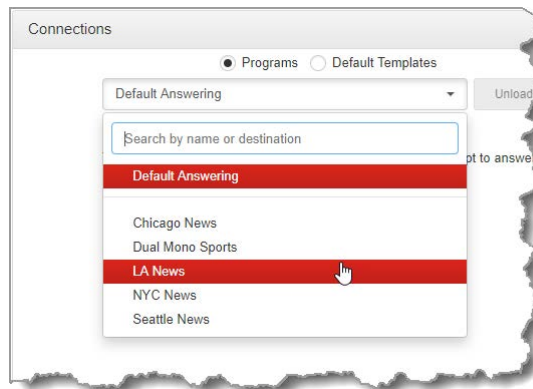 Connections
Programs Default Templates
Default Answering Unload
Search by name or destination
pt to answe
Default Answering
Chicago News
Dual Mono Sports
LA News
NYC News
Seattle News